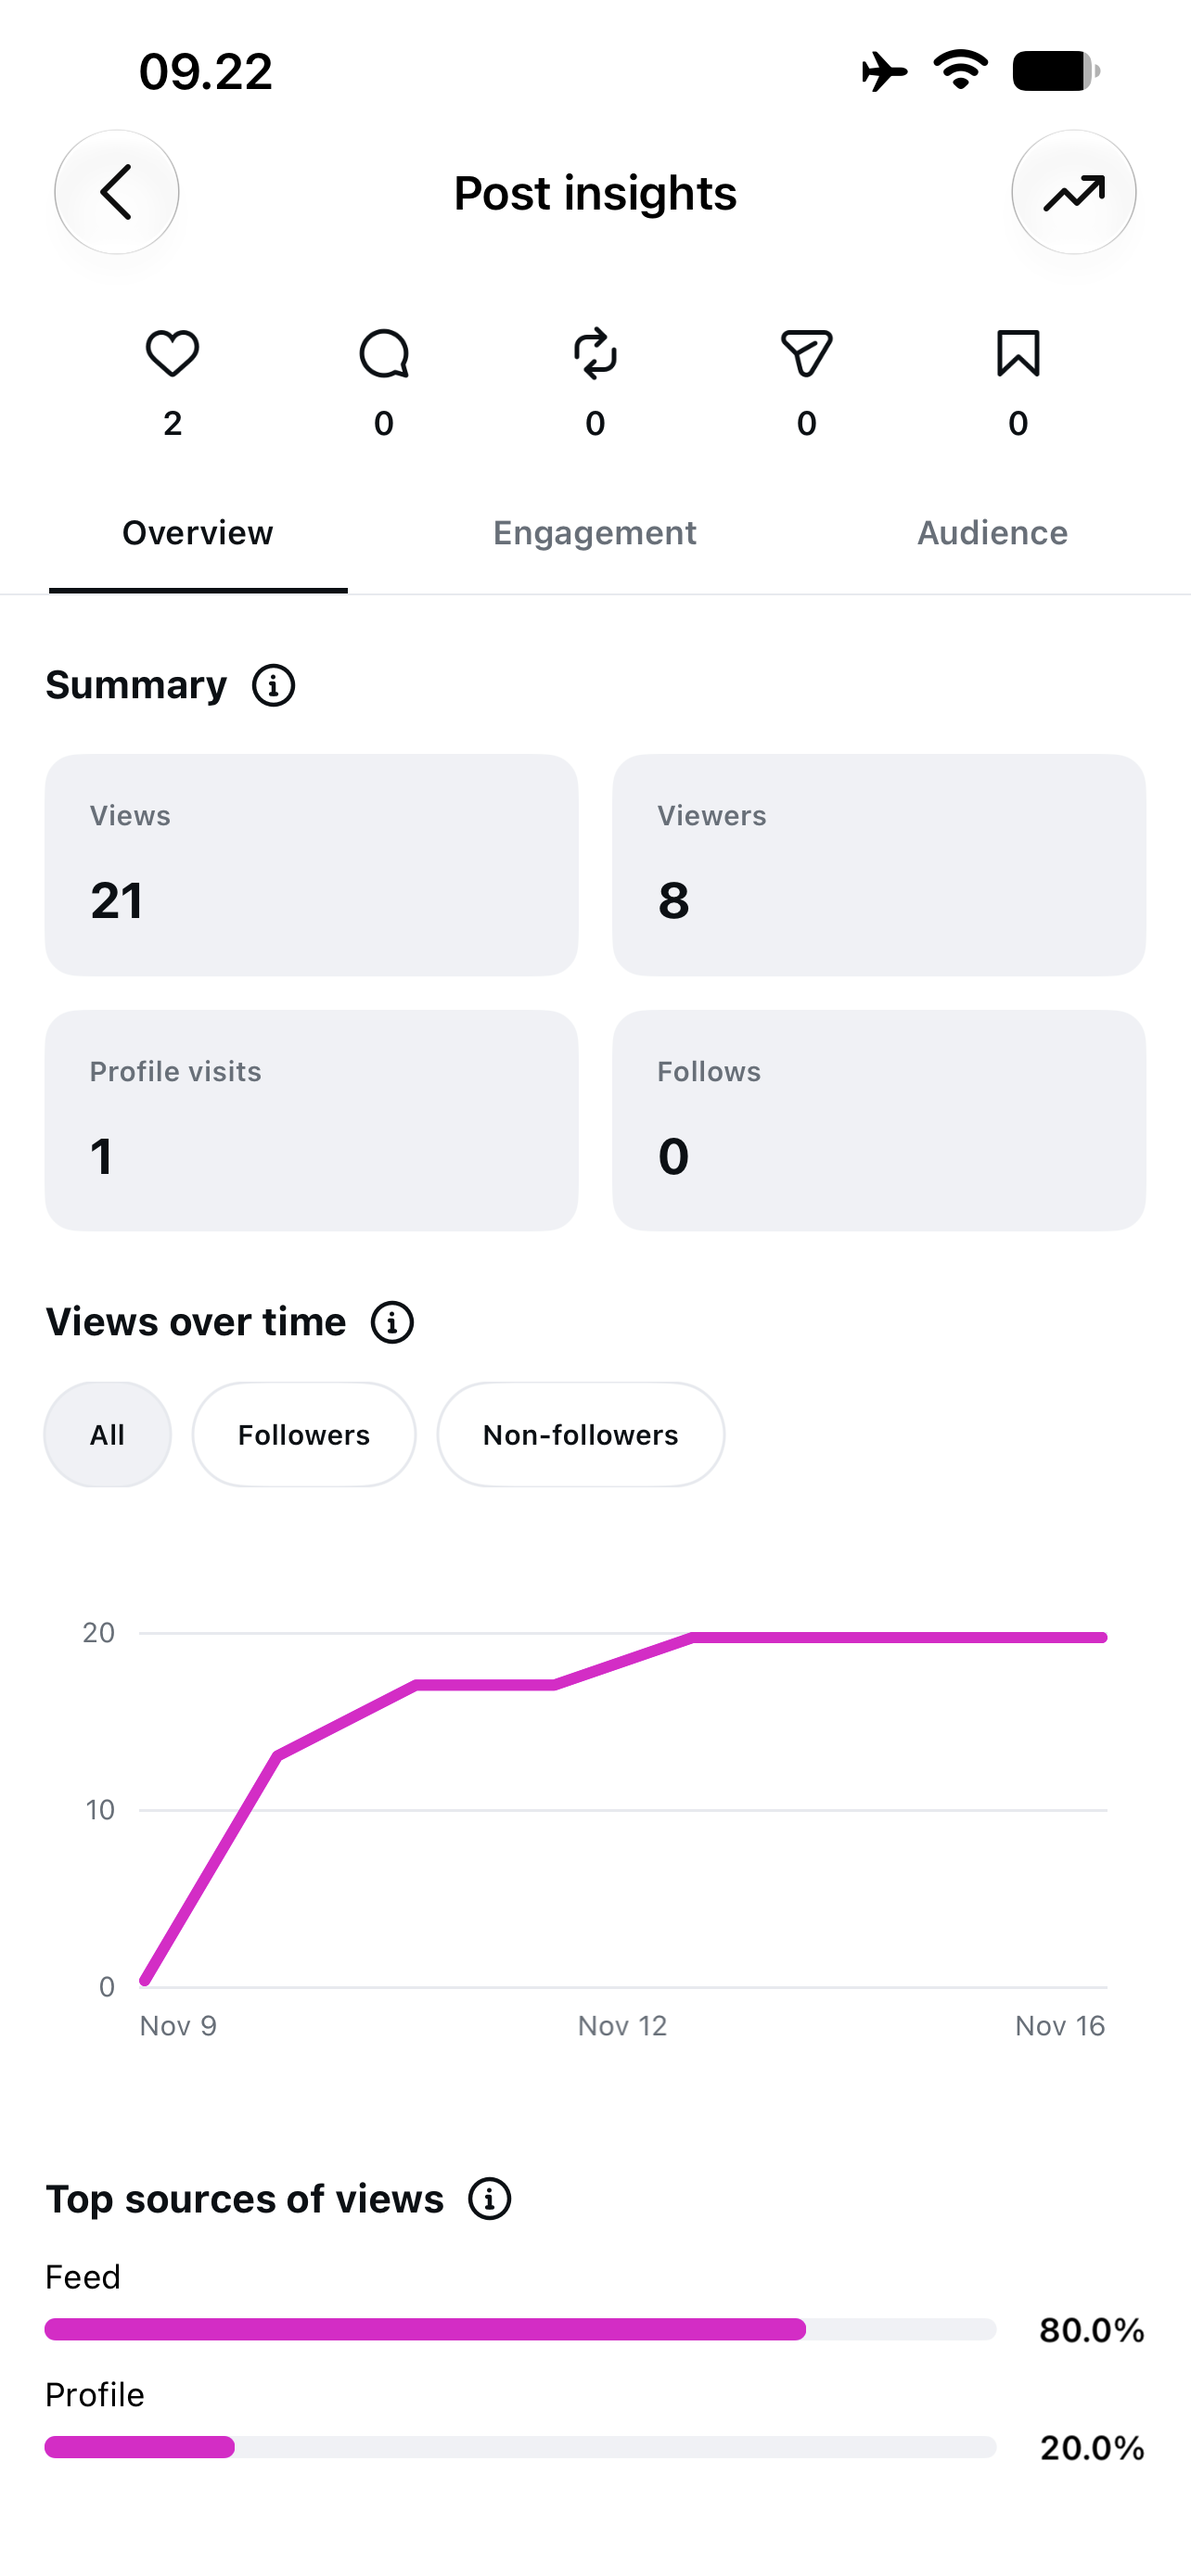 09.22
Post insights
2 0 0 0 0
Overview Engagement Audience
Summary
Views Viewers
21 8
Profile visits Follows
1 0
Views over time
All Followers Non-followers
20
10
0
Nov 9 Nov 12 Nov 16
Top sources of views
Feed
80.0%
Profile
20.0%